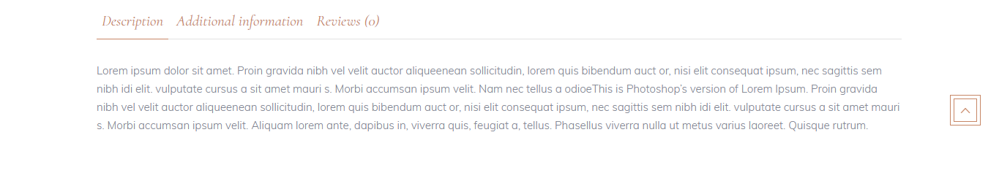 Description Additional information Reviews (0)
Lorem ipsum dolor sit amet. Proin gravida nibh vel velit auctor aliqueenean sollicitudin, lorem quis bibendum auct or, nisi elit consequat ipsum, nec sagittis sem
nibh idi elit. vulputate cursus a sit amet mauri s. Morbi accumsan ipsum velit. Nam nec tellus a odioeThis is Photoshop's version of Lorem Ipsum. Proin gravida
nibh vel velit auctor aliqueenean sollicitudin, lorem quis bibendum auct or, nisi elit consequat ipsum, nec sagittis sem nibh idi elit. vulputate cursus a sit amet mauri
s. Morbi accumsan ipsum velit. Aliquam lorem ante, dapibus in, viverra quis, feugiat a, tellus. Phasellus viverra nulla ut metus varius laoreet. Quisque rutrum.